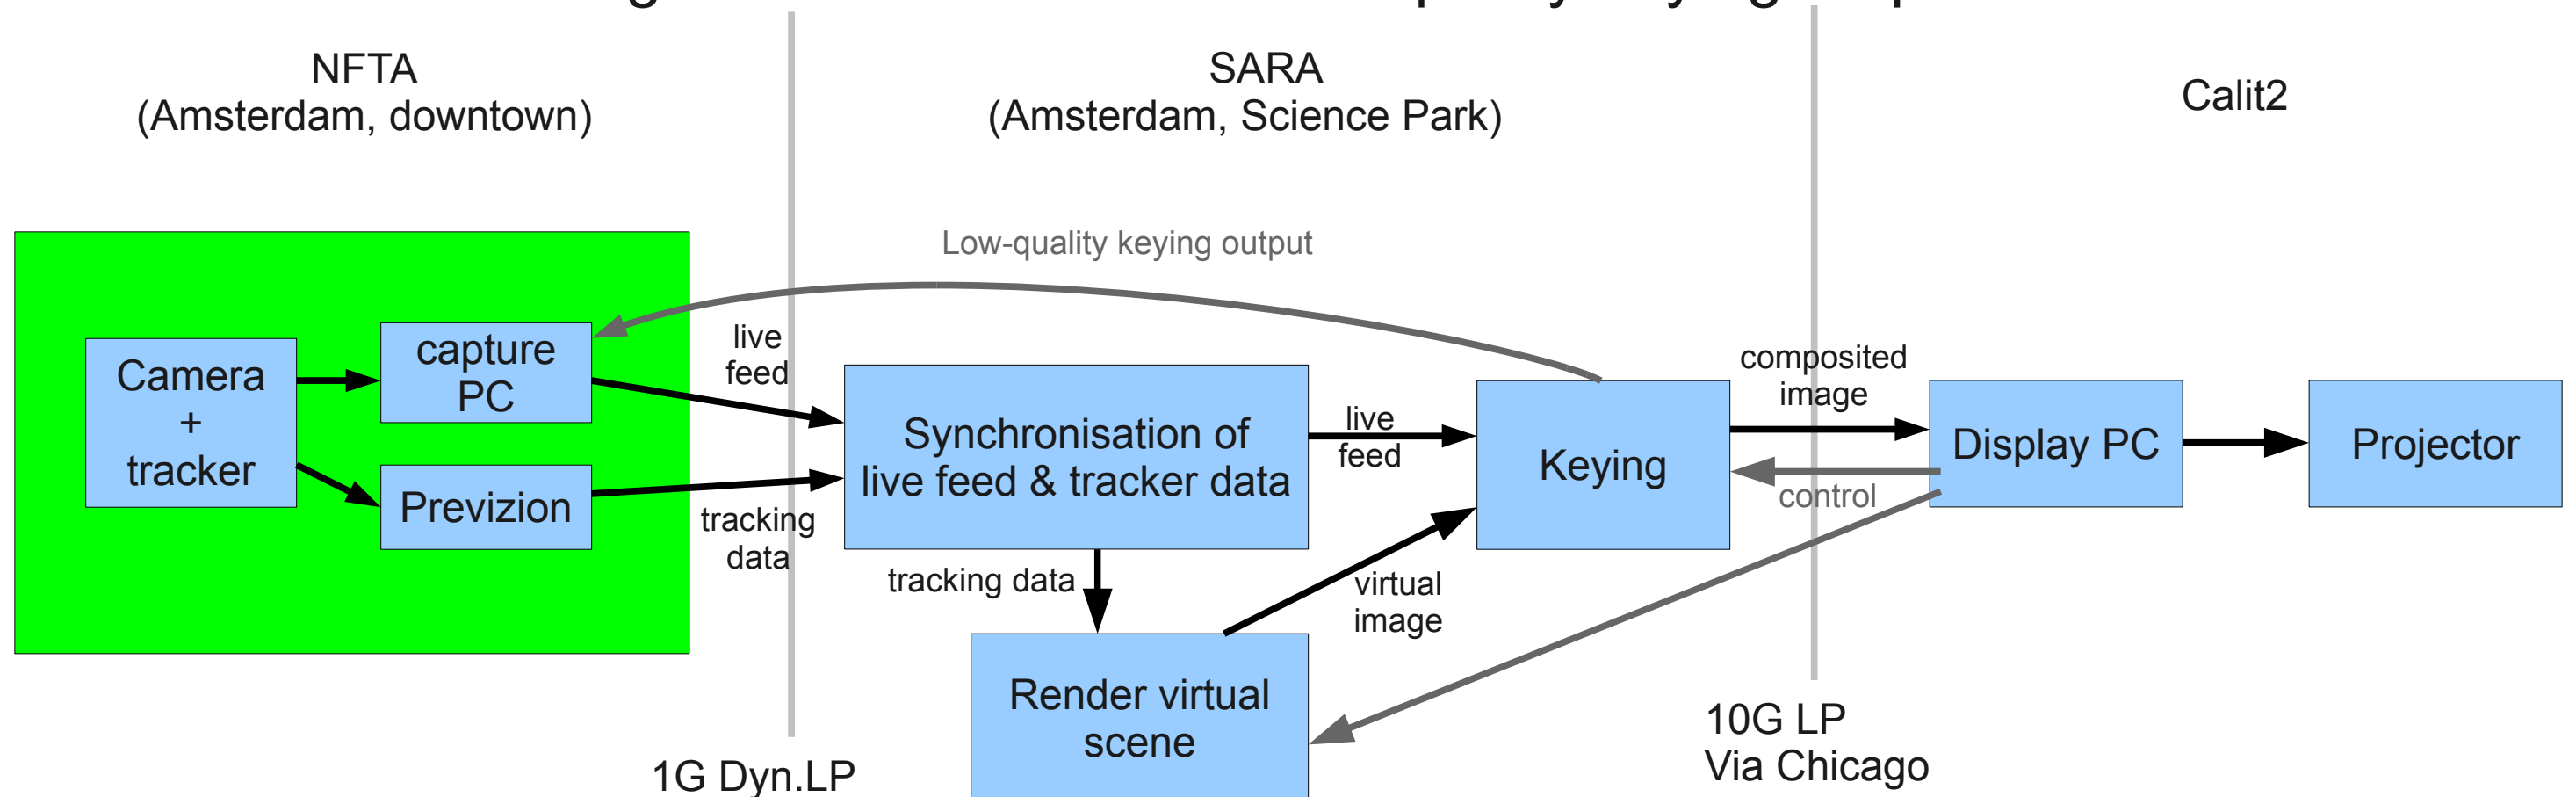 NFTA
(Amsterdam, downtown)
SARA
(Amsterdam, Science Park)
Calit2
Low-quality keying output
Camera
+
tracker
capture
PC
Previzion
live
feed
tracking
data
Synchronisation of
live feed & tracker data
tracking data
live
feed
virtual
image
Render virtual
scene
Keying
composited
image
control
Display PC
Projector
1G Dyn.LP
10G LP
Via Chicago